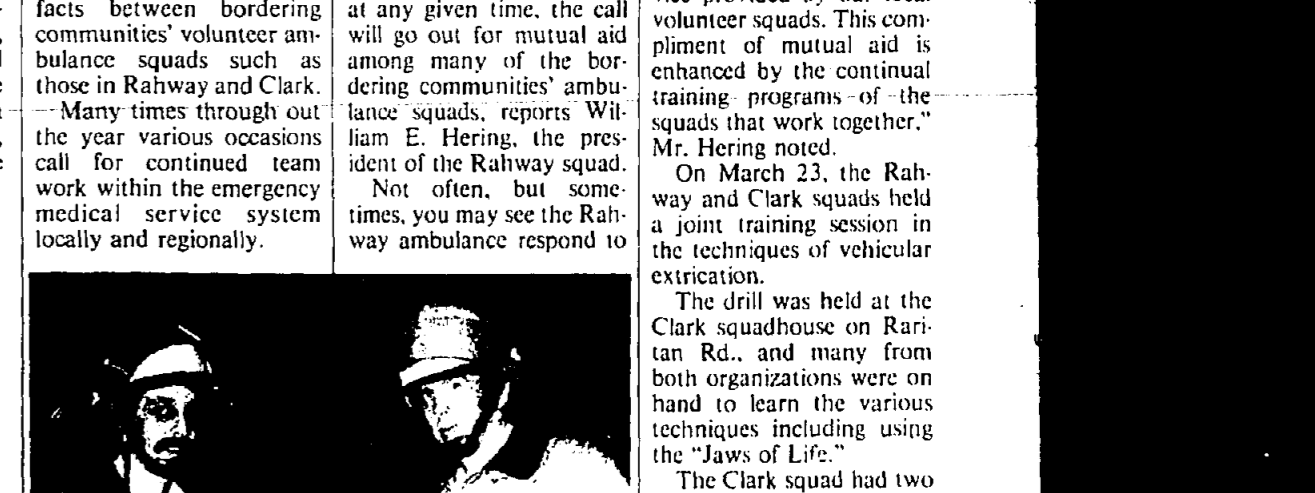 facts between bordering
communities' volunteer am-
bulance squads such as
those in Rahway and Clark.
Many times through out
the year various occasions
call for continued team
work within the emergency
medical service system
locally and regionally.
at any given time, the call
will go out for mutual aid
among many of the bor-
dering communities' ambu-
lance squads, reports Wil-
liam E. Hering, the pres-
ident of the Rahway squad.
Not often, but some-
times, you may see the Rah-
way ambulance respond to
volunteer squads. This com-
pliment of mutual aid is
enhanced by the continual
training programs of the
squads that work together,"
Mr. Hering noted.
On March 23, the Rah-
way and Clark squads held
a joint training session in
the techniques of vehicular
extrication.
The drill was held at the
Clark squadhouse on Rari-
tan Rd., and many from
both organizations were on
hand to learn the various
techniques including using
the "Jaws of Life."
The Clark squad had two